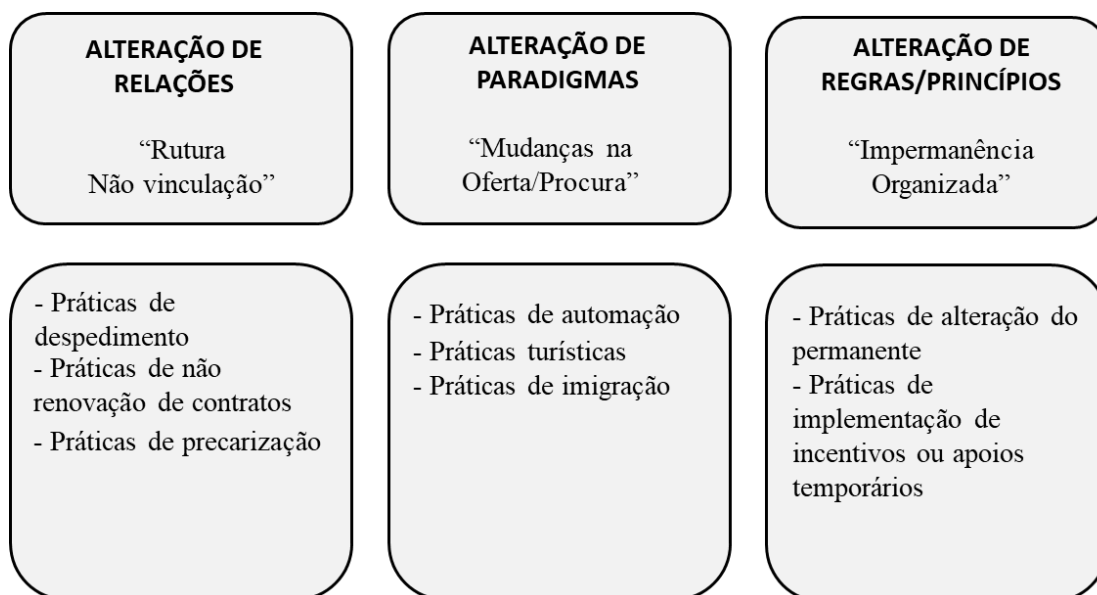 ALTERAÇÃO DE
RELAÇÕES
“Rutura
Não vinculação”
ALTERAÇÃO DE
PARADIGMAS
“Mudanças na
Oferta/Procura”
ALTERAÇÃO DE
REGRAS/PRINCÍPIOS
“Impermanência
Organizada”
- Práticas de
despedimento
- Práticas de não
renovação de contratos
- Práticas de precarização
- Práticas de automação
- Práticas turísticas
- Práticas de imigração
- Práticas de alteração do
permanente
- Práticas de
implementação de
incentivos ou apoios
temporários